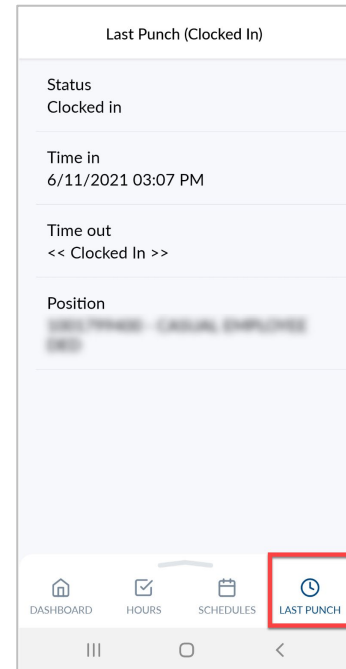 Last Punch (Clocked In)
Status
Clocked in
Time in
6/11/2021 03:07 PM
Time out
<< Clocked In >>
Position
DASHBOARD
HOURS
SCHEDULES
LAST PUNCH